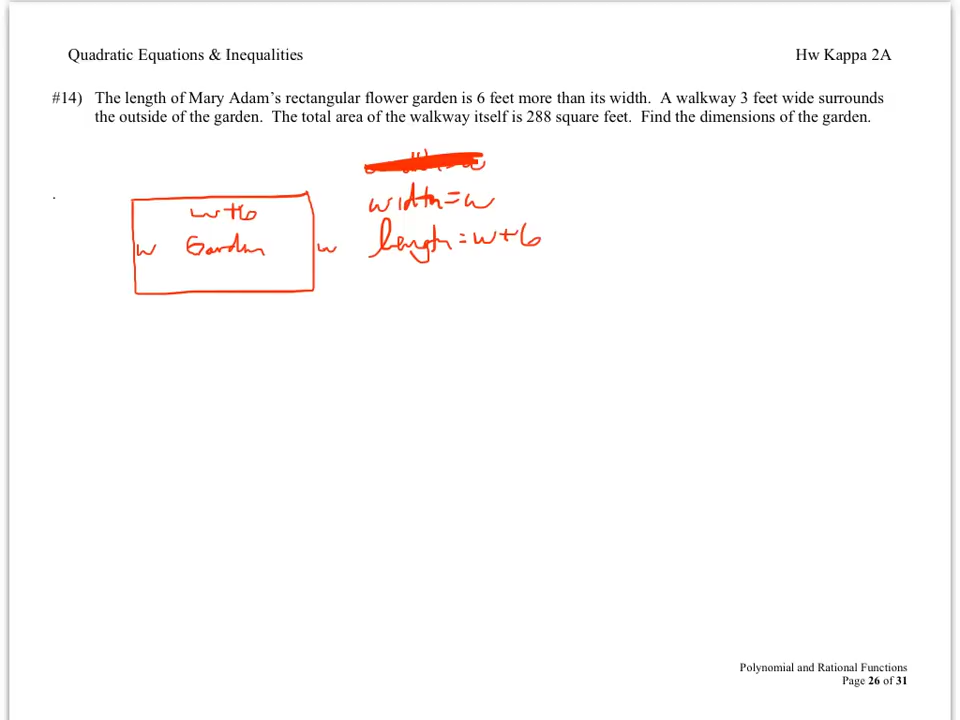 Quadratic Equations & Inequalities
Hw Kappa 2A
#14) The length of Mary Adam’s rectangular flower garden is 6 feet more than its width. A walkway 3 feet wide surrounds
the outside of the garden. The total area of the walkway itself is 288 square feet. Find the dimensions of the garden.
width=w
w+6
length=w+6
w Garden w
Polynomial and Rational Functions
Page 26 of 31